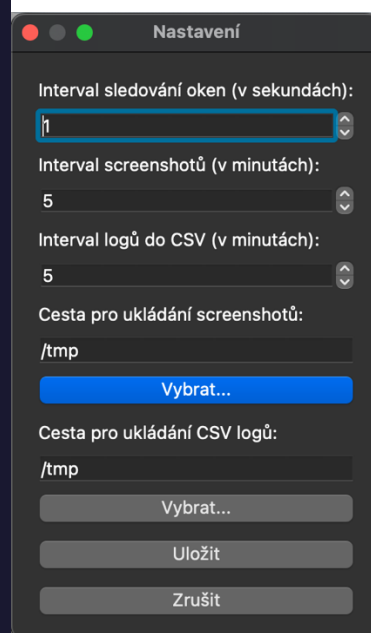 Nastavení
Interval sledování oken (v sekundách):
1
Interval screenshotů (v minutách):
5
Interval logů do CSV (v minutách):
5
Cesta pro ukládání screenshotů:
/tmp
Vybrat...
Cesta pro ukládání CSV logů:
/tmp
Vybrat...
Uložit
Zrušit